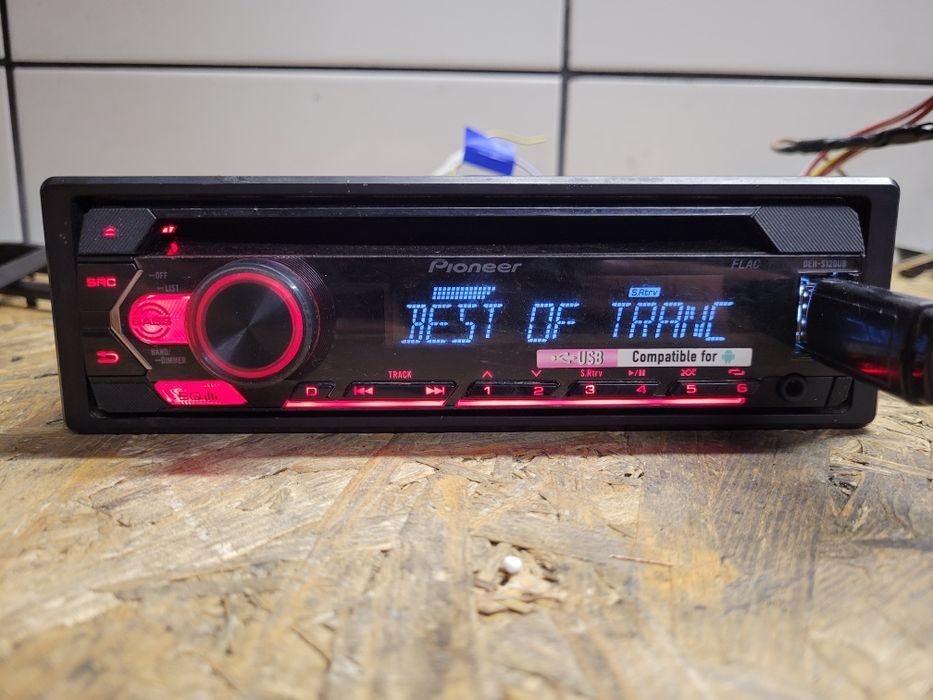 Pioneer
FLAC
DEH-S120UB
SRC
OFF
LIST
S.Rtrv
BEST OF TRANC
BAND/
DIMMER
USB Compatible for
TRACK
S.Rtrv
D 1 2 3 4 5 6